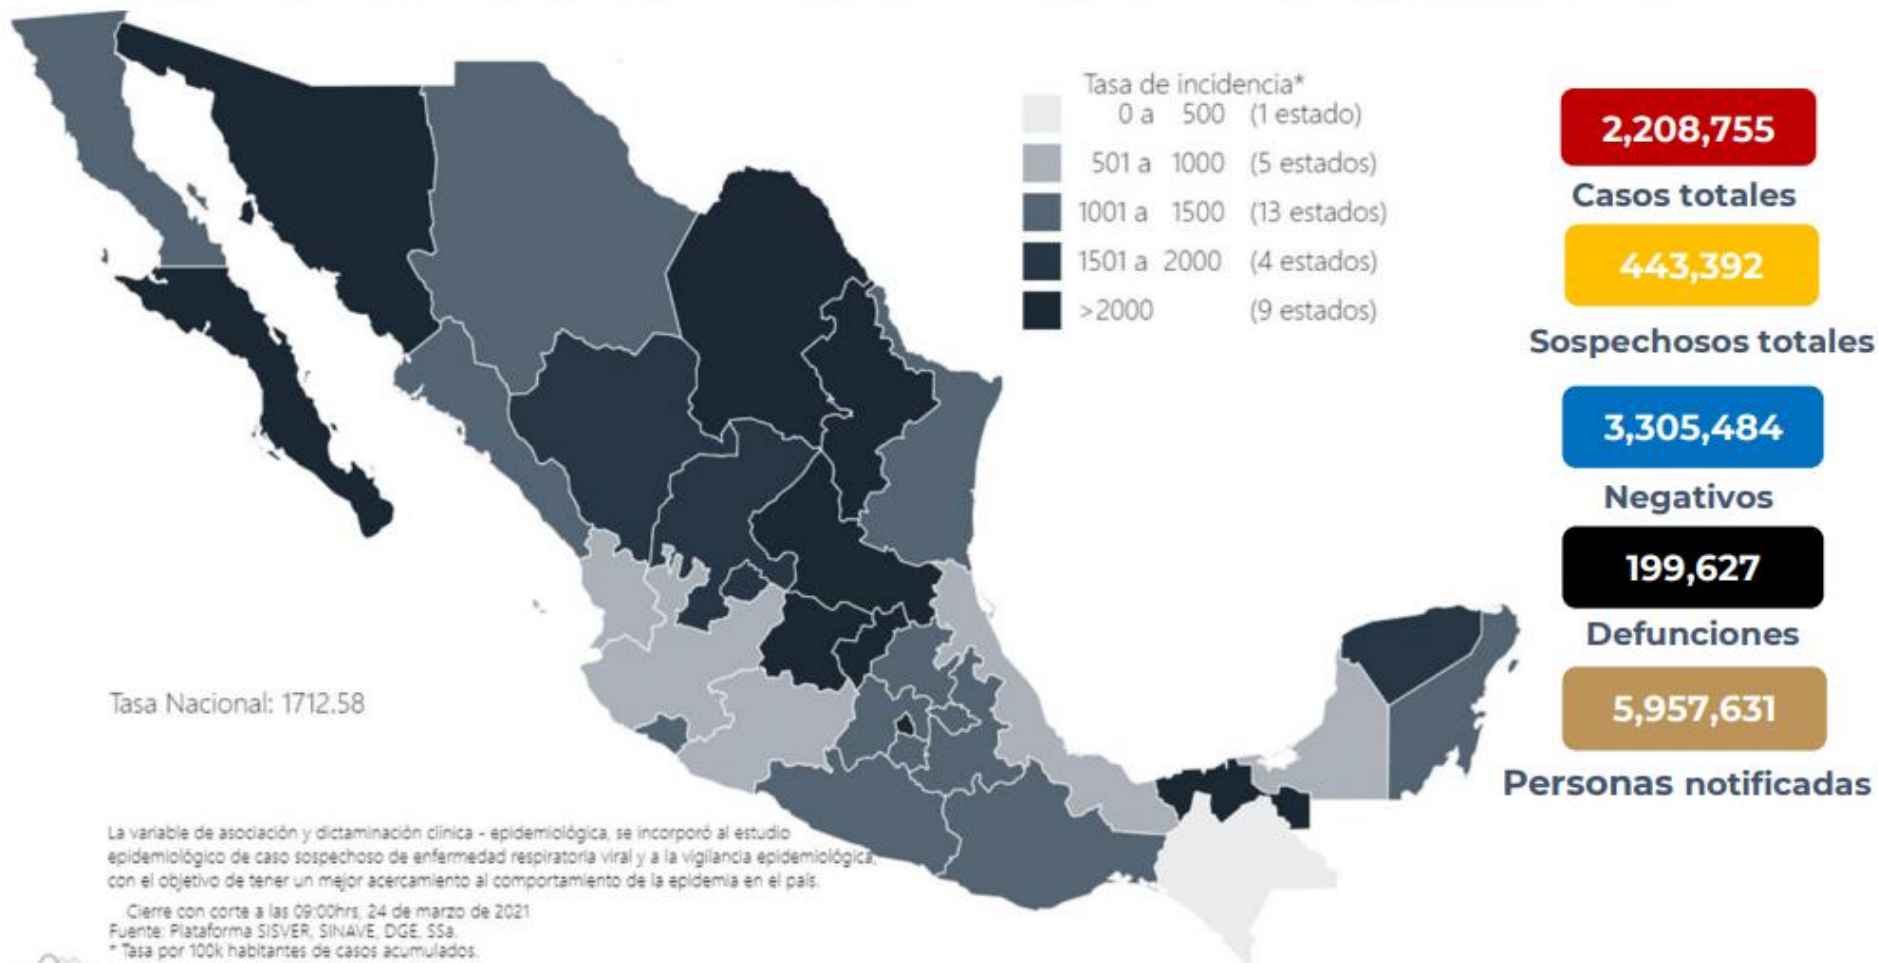 Tasa de incidencia*
0 a 500 (1 estado)
501 a 1000 (5 estados)
1001 a 1500 (13 estados)
1501 a 2000 (4 estados)
>2000 (9 estados)
2,208,755
Casos totales
443,392
Sospechosos totales
3,305,484
Negativos
199,627
Defunciones
5,957,631
Personas notificadas
Tasa Nacional: 1712.58
La variable de asociación y dictaminación clínica - epidemiológica, se incorporó al estudio
epidemiológico de caso sospechoso de enfermedad respiratoria viral y a la vigilancia epidemiológica,
con el objetivo de tener un mejor acercamiento al comportamiento de la epidemia en el país.
Cierre con corte a las 09:00hrs, 24 de marzo de 2021
Fuente: Plataforma SISVER, SINAVE, DGE, SSa.
* Tasa por 100k habitantes de casos acumulados.